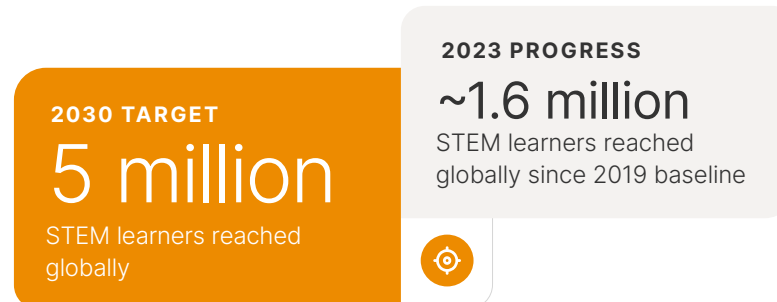 2030 TARGET
5 million
STEM learners reached
globally
2023 PROGRESS
~1.6 million
STEM learners reached
globally since 2019 baseline